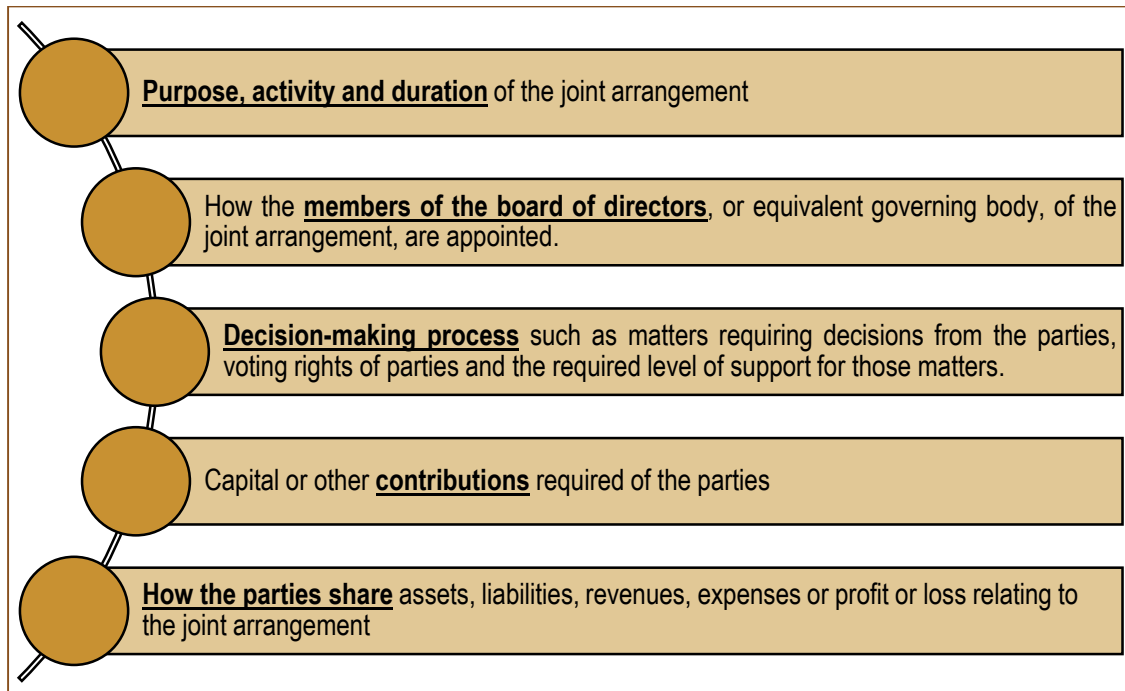 Purpose, activity and duration of the joint arrangement
How the members of the board of directors, or equivalent governing body, of the
joint arrangement, are appointed.
Decision-making process such as matters requiring decisions from the parties,
voting rights of parties and the required level of support for those matters.
Capital or other contributions required of the parties
How the parties share assets, liabilities, revenues, expenses or profit or loss relating to
the joint arrangement